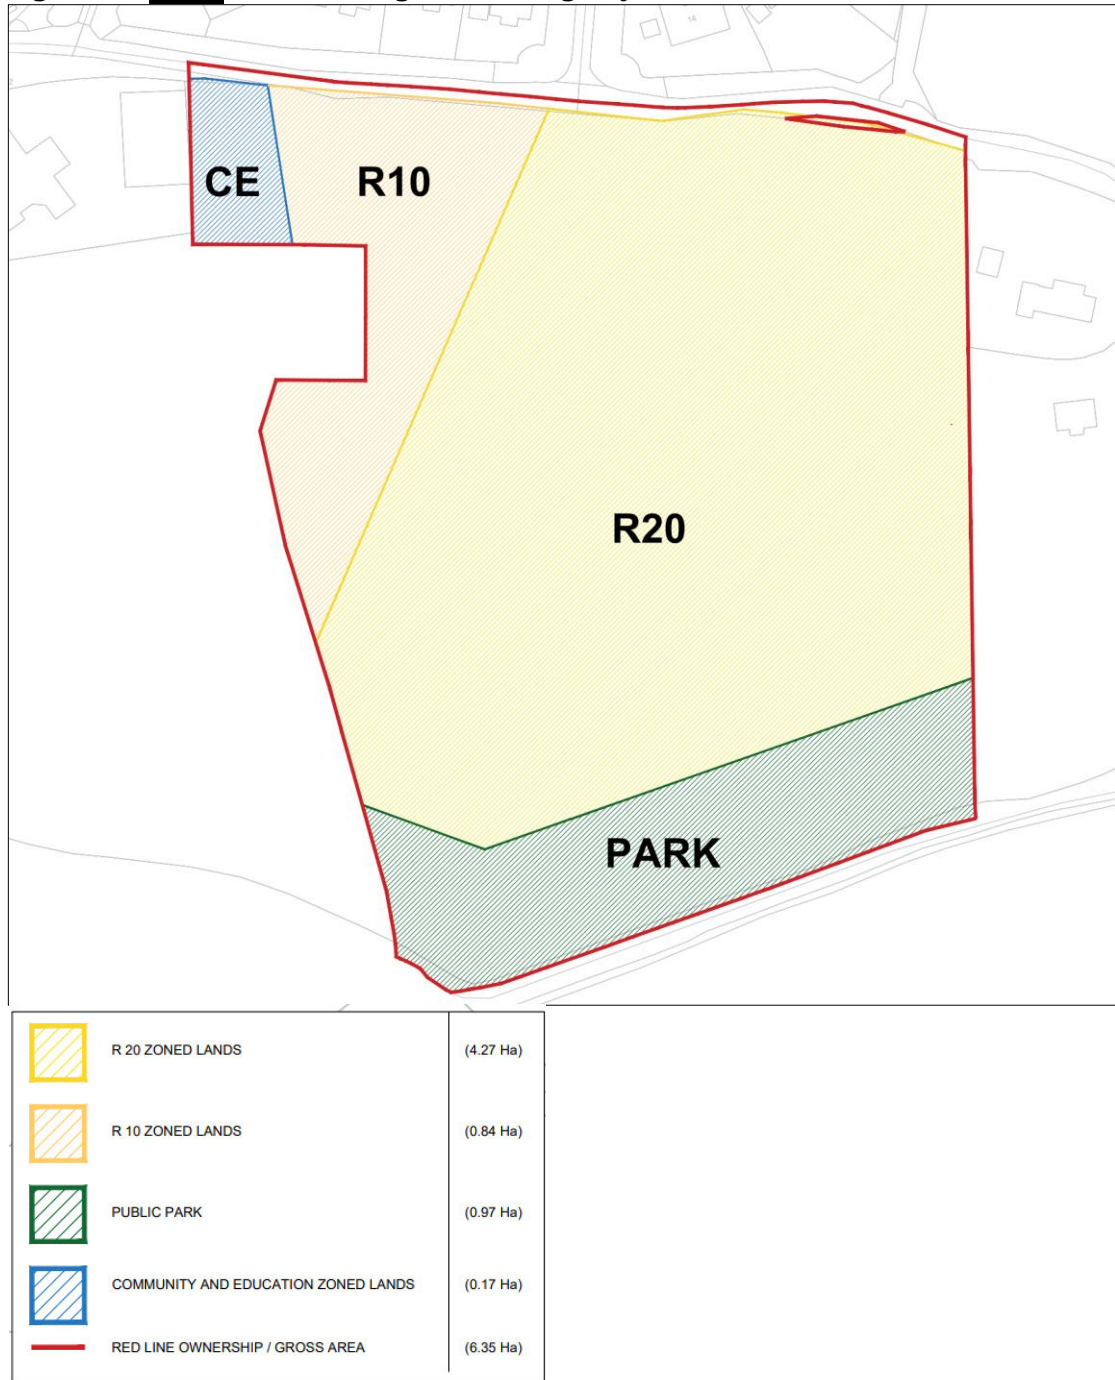 14
CE
R10
R20
PARK
R 20 ZONED LANDS (4.27 Ha)
R 10 ZONED LANDS (0.84 Ha)
PUBLIC PARK (0.97 Ha)
COMMUNITY AND EDUCATION ZONED LANDS (0.17 Ha)
RED LINE OWNERSHIP / GROSS AREA (6.35 Ha)